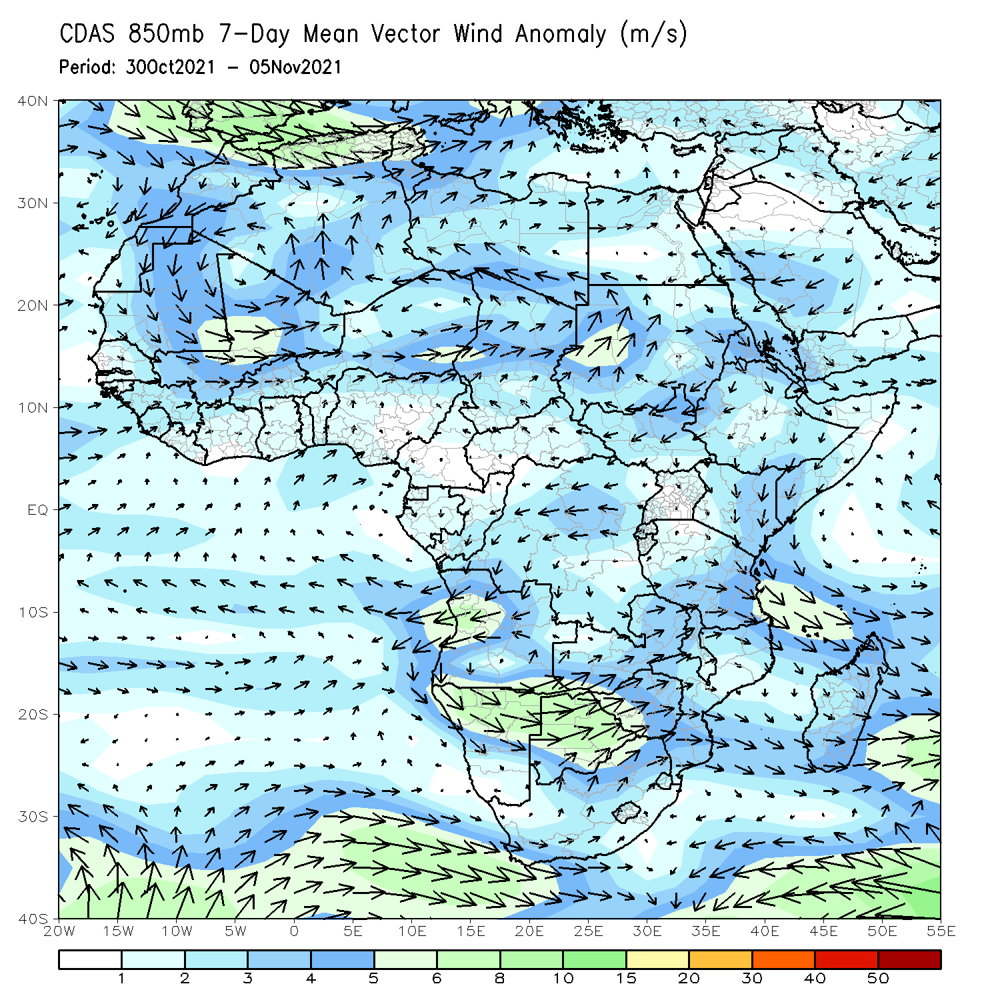 CDAS 850mb 7-Day Mean Vector Wind Anomaly (m/s)
Period: 30Oct2021 - 05Nov2021
40N
30N
20N
10N
EQ
10S
20S
30S
40S
20W 15W 10W 5W 0 5E 10E 15E 20E 25E 30E 35E 40E 45E 50E 55E
1 2 3 4 5 6 8 10 15 20 30 40 50